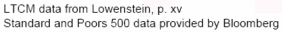 LTCM data from Lowenstein, p. xv
Standard and Poors 500 data provided by Bloomberg